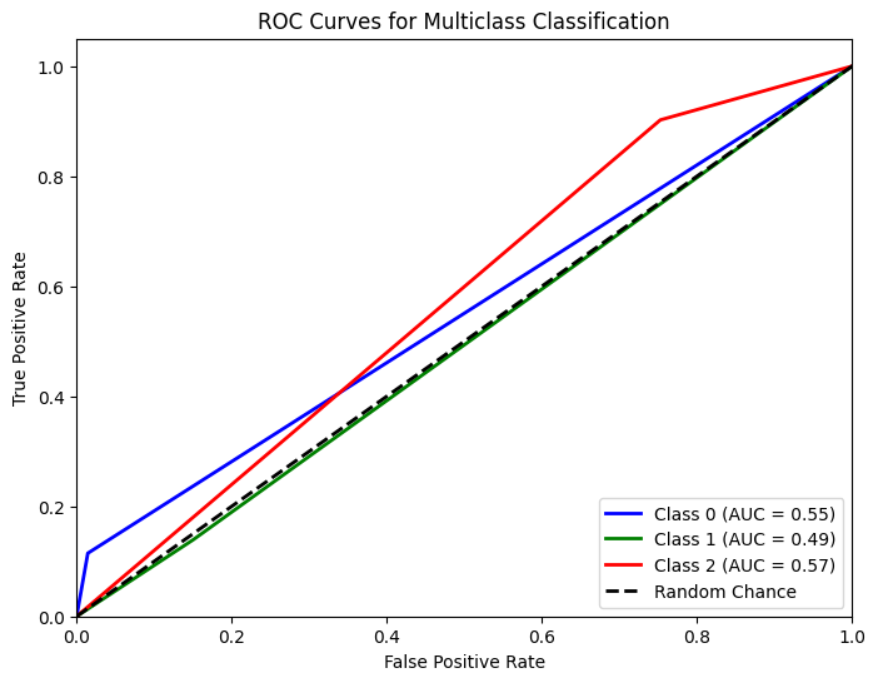 ROC Curves for Multiclass Classification
1.0
0.8
0.6
0.4
0.2
0.0
True Positive Rate
Class 0 (AUC = 0.55)
Class 1 (AUC = 0.49)
Class 2 (AUC = 0.57)
Random Chance
0.0 0.2 0.4 0.6 0.8 1.0
False Positive Rate